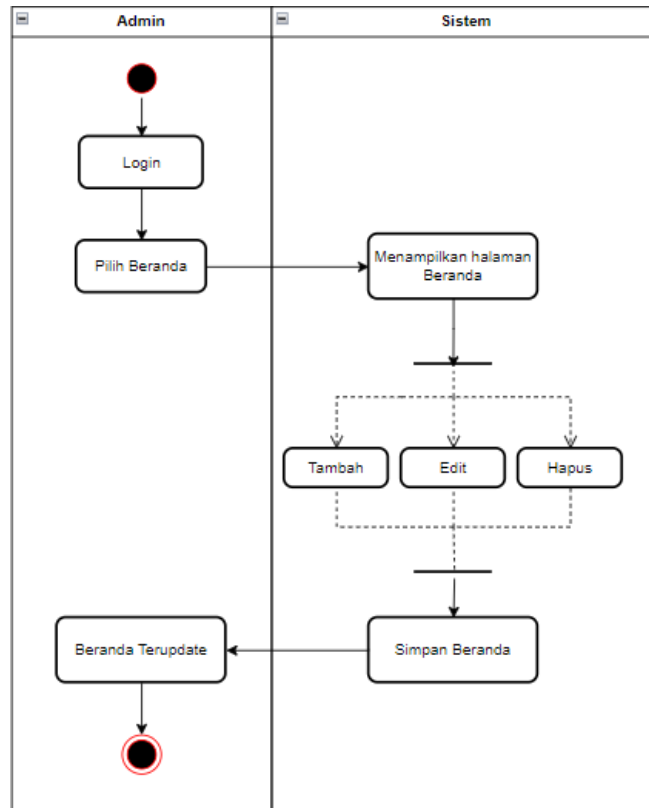 Admin
Sistem
Login
Pilih Beranda
Menampilkan halaman
Beranda
Tambah
Edit
Hapus
Beranda Terupdate
Simpan Beranda